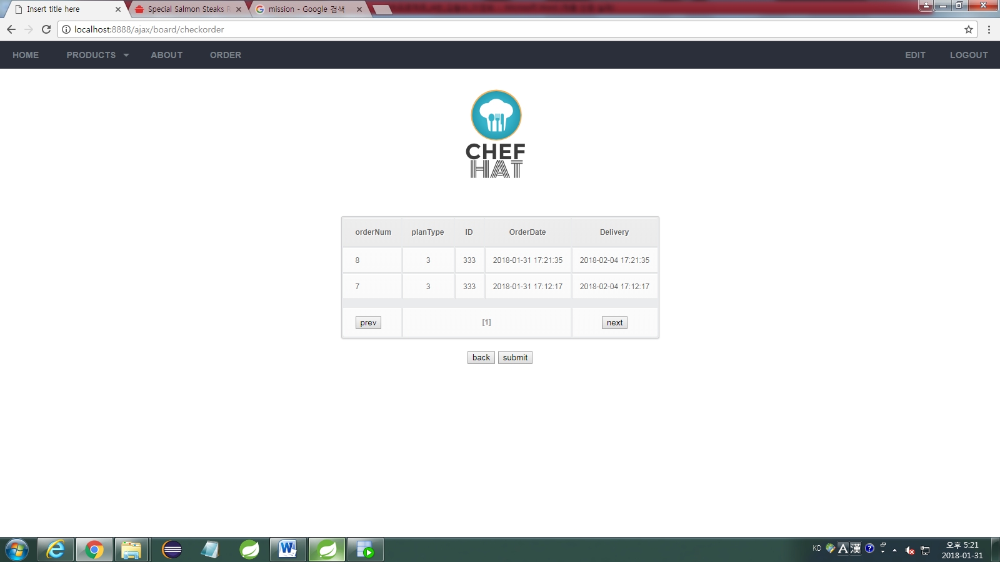 Insert title here
Special Salmon Steaks R
mission - Google 검색
localhost:8888/ajax/board/checkorder
HOME PRODUCTS ABOUT ORDER EDIT LOGOUT
CHEF
HAT
orderNum planType ID OrderDate Delivery
8 3 333 2018-01-31 17:21:35 2018-02-04 17:21:35
7 3 333 2018-01-31 17:12:17 2018-02-04 17:12:17
prev [1] next
back submit
KO A 漢
오후 5:21
2018-01-31